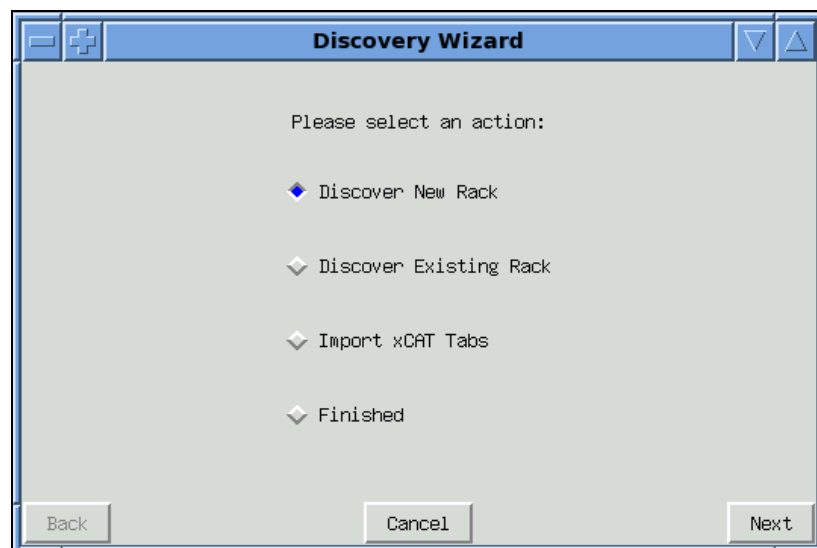 Discovery Wizard
Please select an action:
Discover New Rack
Discover Existing Rack
Import xCAT Tabs
Finished
Back Cancel Next